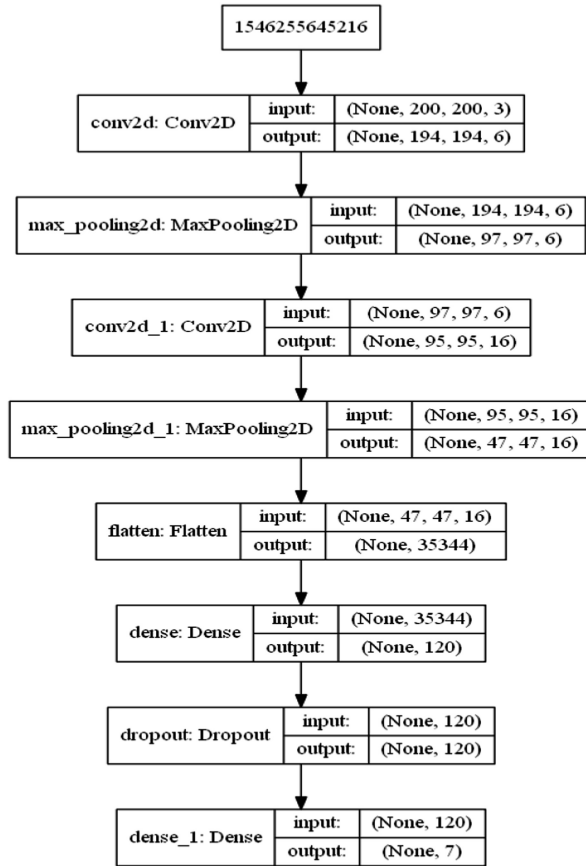 1546255645216
conv2d: Conv2D
input: (None, 200, 200, 3)
output: (None, 194, 194, 6)
max_pooling2d: MaxPooling2D
input: (None, 194, 194, 6)
output: (None, 97, 97, 6)
conv2d_1: Conv2D
input: (None, 97, 97, 6)
output: (None, 95, 95, 16)
max_pooling2d_1: MaxPooling2D
input: (None, 95, 95, 16)
output: (None, 47, 47, 16)
flatten: Flatten
input: (None, 47, 47, 16)
output: (None, 35344)
dense: Dense
input: (None, 35344)
output: (None, 120)
dropout: Dropout
input: (None, 120)
output: (None, 120)
dense_1: Dense
input: (None, 120)
output: (None, 7)